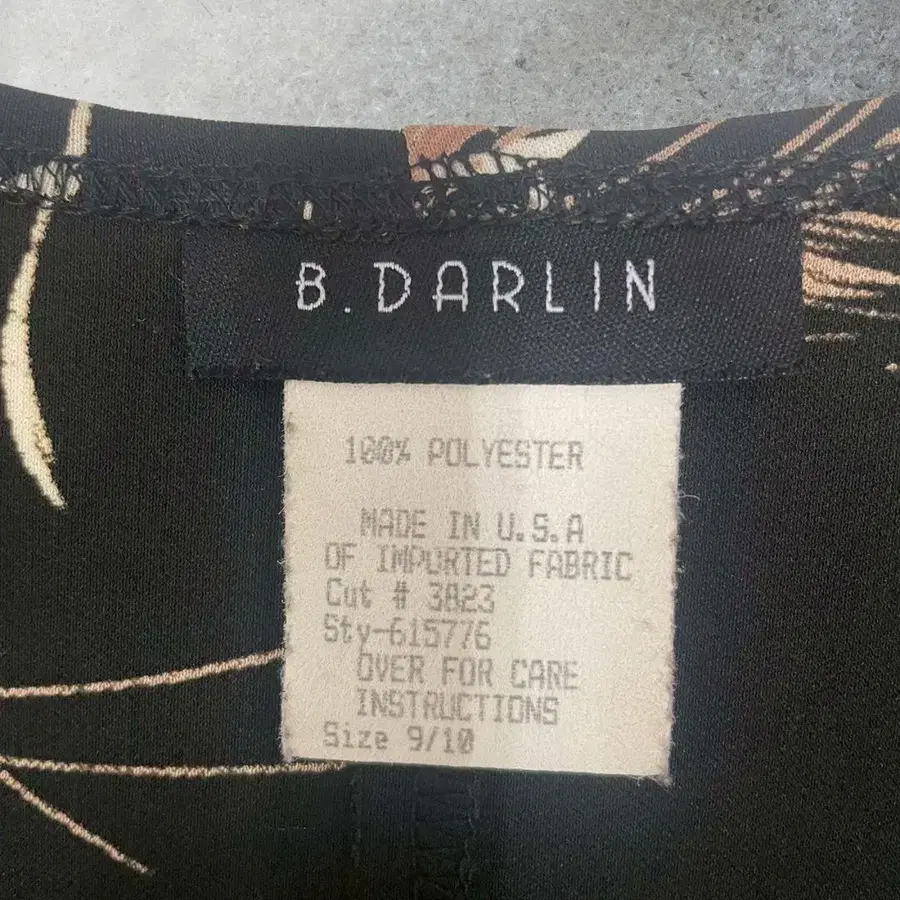 B. DARLIN
100% POLYESTER
MADE IN U.S.A
OF IMPORTED FABRIC
Cut # 3823
Sty-615776
OVER FOR CARE
INSTRUCTIONS
Size 9/10